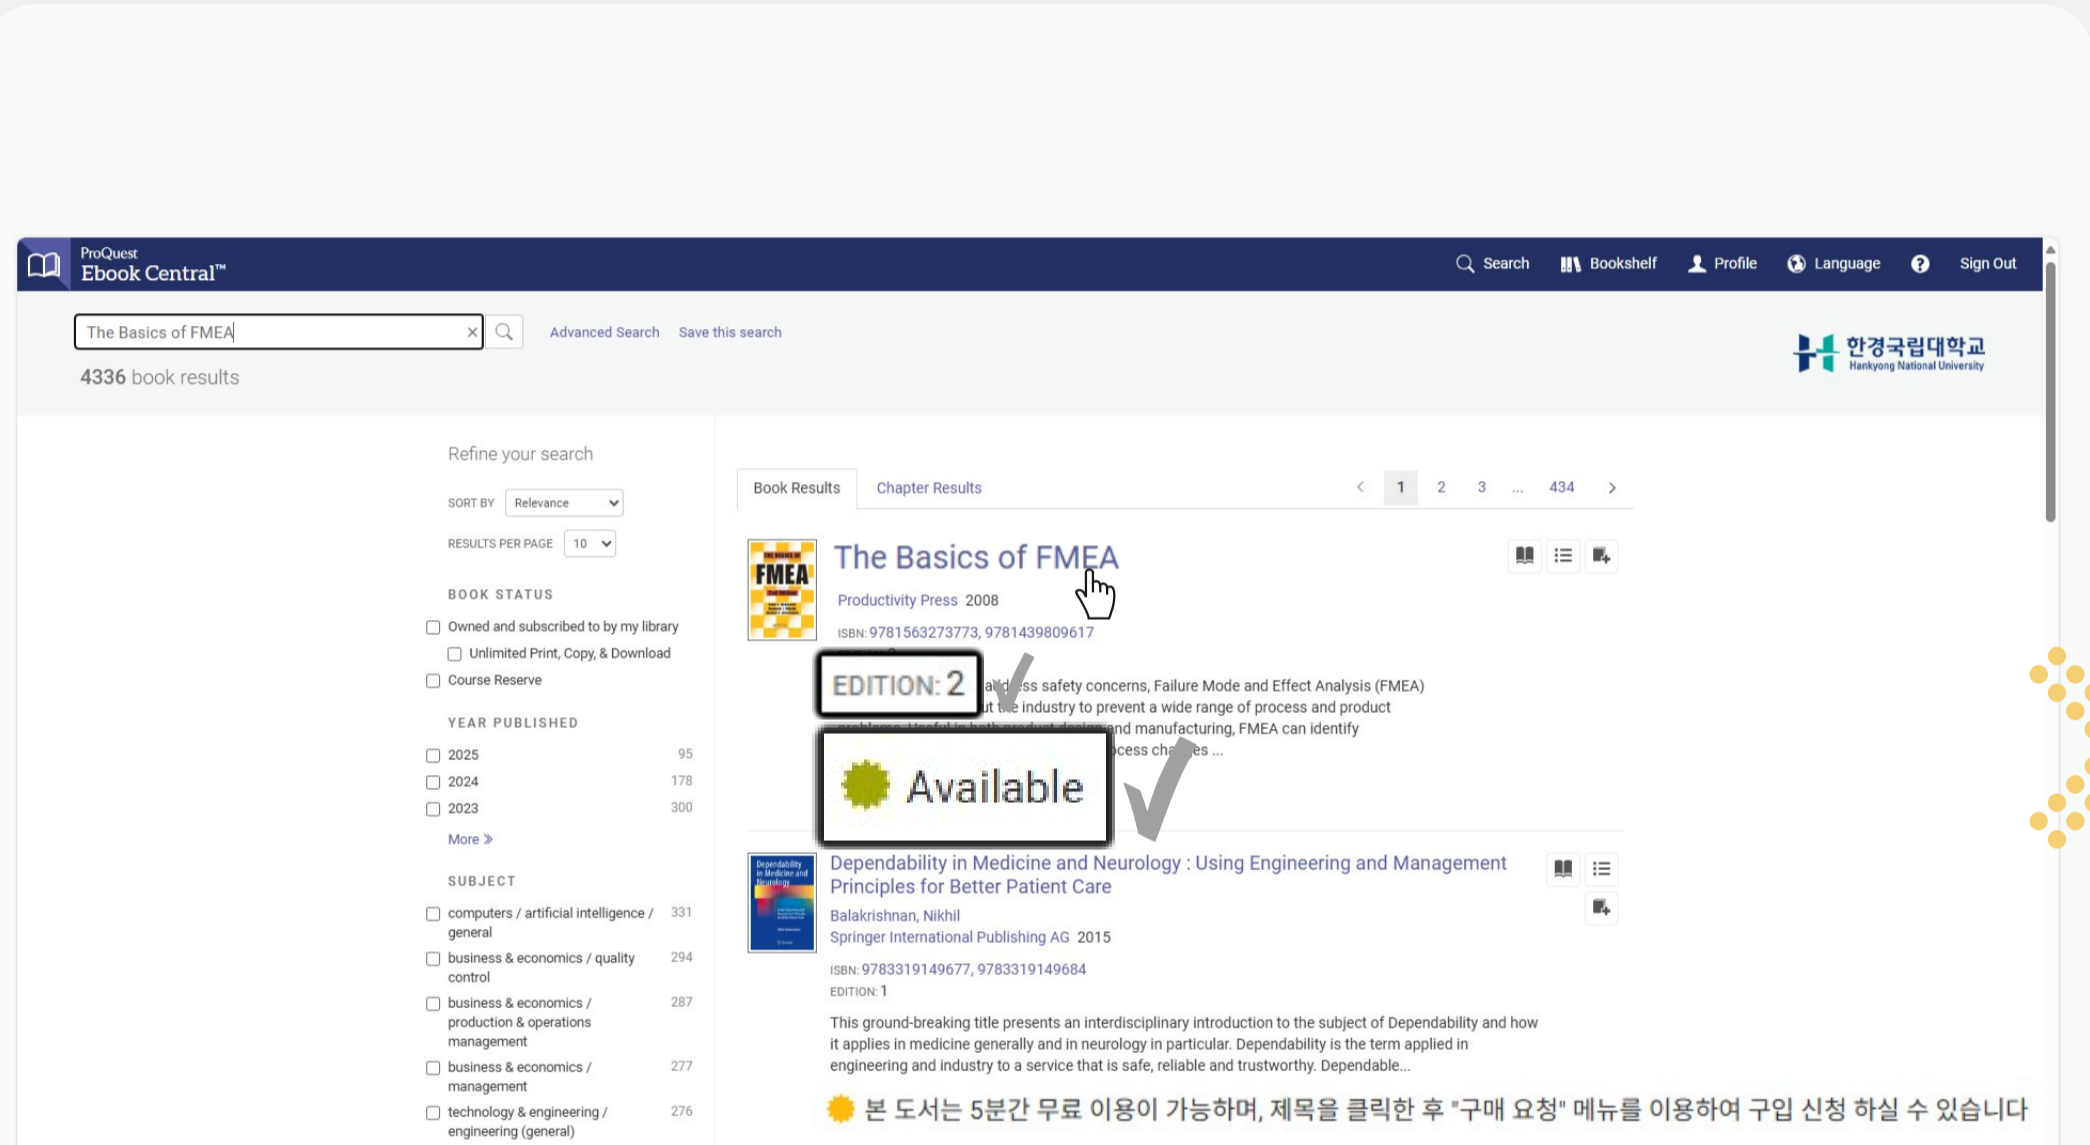 ProQuest
Ebook Central™
Search
Bookshelf
Profile
Language
Sign Out
The Basics of FMEA
Advanced Search
Save this search
한경국립대학교
Hankyong National University
4336 book results
Refine your search
SORT BY Relevance
RESULTS PER PAGE 10
BOOK STATUS
Owned and subscribed to by my library
Unlimited Print, Copy, & Download
Course Reserve
YEAR PUBLISHED
2025 95
2024 178
2023 300
More
SUBJECT
computers / artificial intelligence / 331
general
business & economics / quality 294
control
business & economics / 287
production & operations
management
business & economics / 277
management
technology & engineering / 276
engineering (general)
Book Results
Chapter Results
1 2 3 ... 434
THE BASICS OF
FMEA
2nd Edition
The Basics of FMEA
Productivity Press 2008
ISBN: 9781563273773, 9781439809617
EDITION: 2
address safety concerns, Failure Mode and Effect Analysis (FMEA)
the industry to prevent a wide range of process and product
and manufacturing, FMEA can identify
...
Available
Dependability
in Medicine and
Neurology
Dependability in Medicine and Neurology : Using Engineering and Management
Principles for Better Patient Care
Balakrishnan, Nikhil
Springer International Publishing AG 2015
ISBN: 9783319149677, 9783319149684
EDITION: 1
This ground-breaking title presents an interdisciplinary introduction to the subject of Dependability and how
it applies in medicine generally and in neurology in particular. Dependability is the term applied in
engineering and industry to a service that is safe, reliable and trustworthy. Dependable...
본 도서는 5분간 무료 이용이 가능하며, 제목을 클릭한 후 "구매 요청" 메뉴를 이용하여 구입 신청 하실 수 있습니다